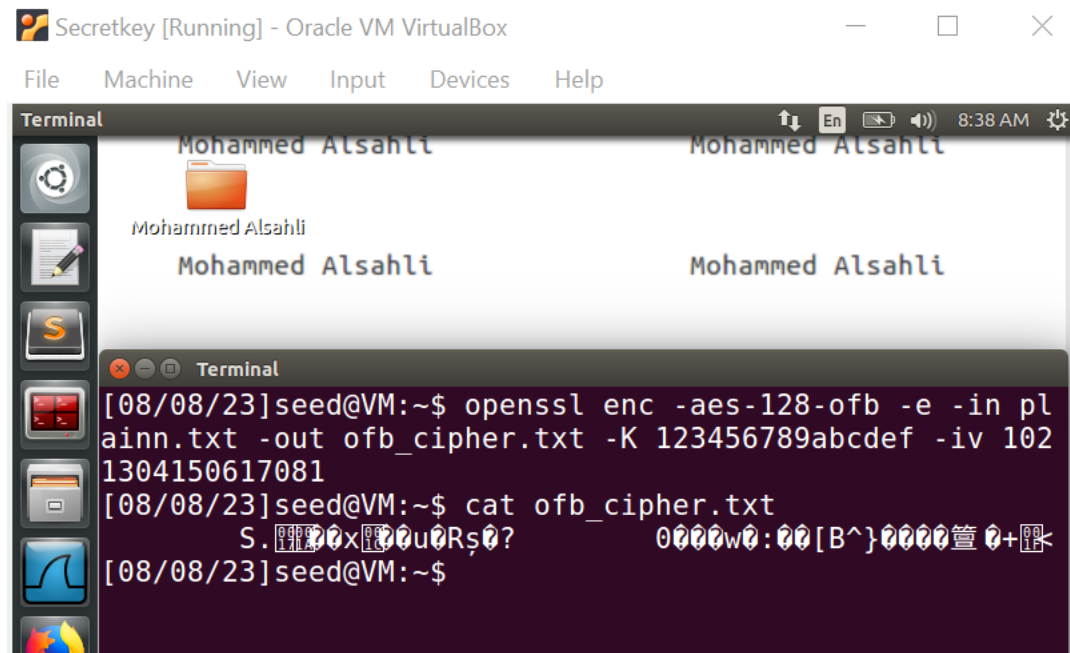 Secretkey [Running] - Oracle VM VirtualBox
File Machine View Input Devices Help
Terminal En 8:38 AM
Mohammed Alsahli Mohammed Alsahli
Mohammed Alsahli
Mohammed Alsahli Mohammed Alsahli
Terminal
[08/08/23]seed@VM:~$ openssl enc -aes-128-ofb -e -in pl
ainn.txt -out ofb_cipher.txt -K 123456789abcdef -iv 102
1304150617081
[08/08/23]seed@VM:~$ cat ofb_cipher.txt
S.��x��u�Rș�? 0���w�:��[B^}���� �+<
[08/08/23]seed@VM:~$